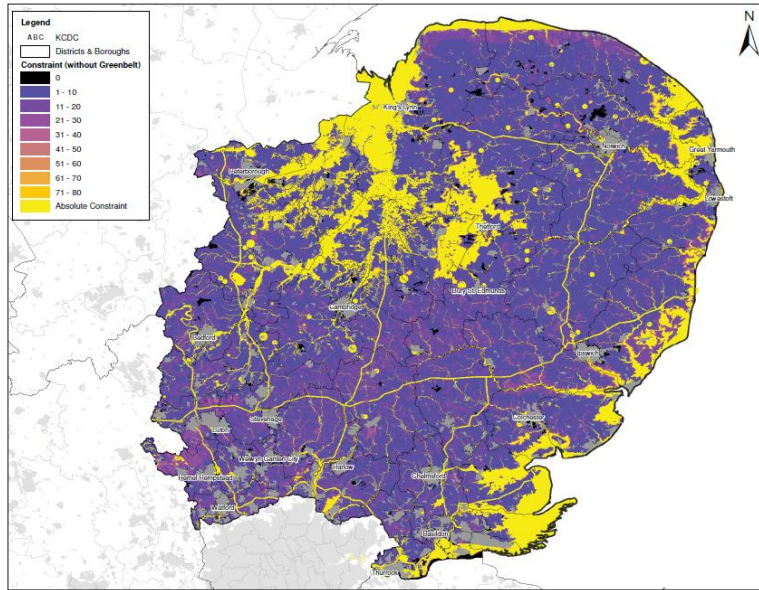 Legend
ABC KCDC
Districts & Boroughs
Constraint (without Greenbelt)
0
1 - 10
11 - 20
21 - 30
31 - 40
41 - 50
51 - 60
61 - 70
71 - 80
Absolute Constraint
N
King's Lynn
Norwich
Great Yarmouth
Peterborough
Lowestoft
Thetford
Bury St. Edmunds
Cambridge
Bedford
Ipswich
Colchester
Luton
Stevenage
Welwyn Garden City
Harlow
Hemel Hempstead
Chelmsford
Watford
Basildon
Thurrock